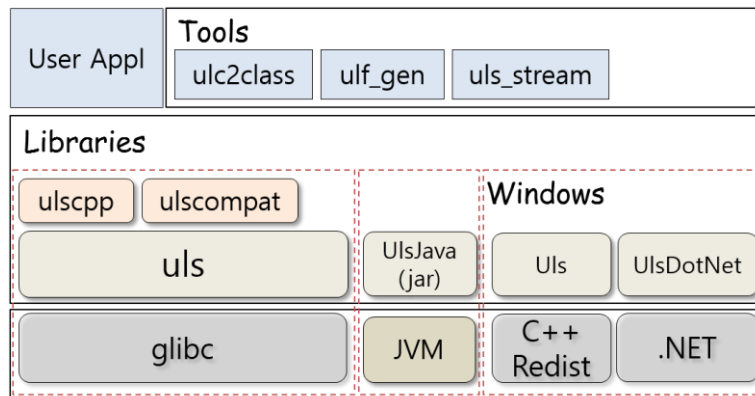 User Appl
Tools
ulc2class
ulf_gen
uls_stream
Libraries
Windows
ulscpp
ulscompat
uls
UlsJava
(jar)
Uls
UlsDotNet
glibc
JVM
C++
Redist
.NET